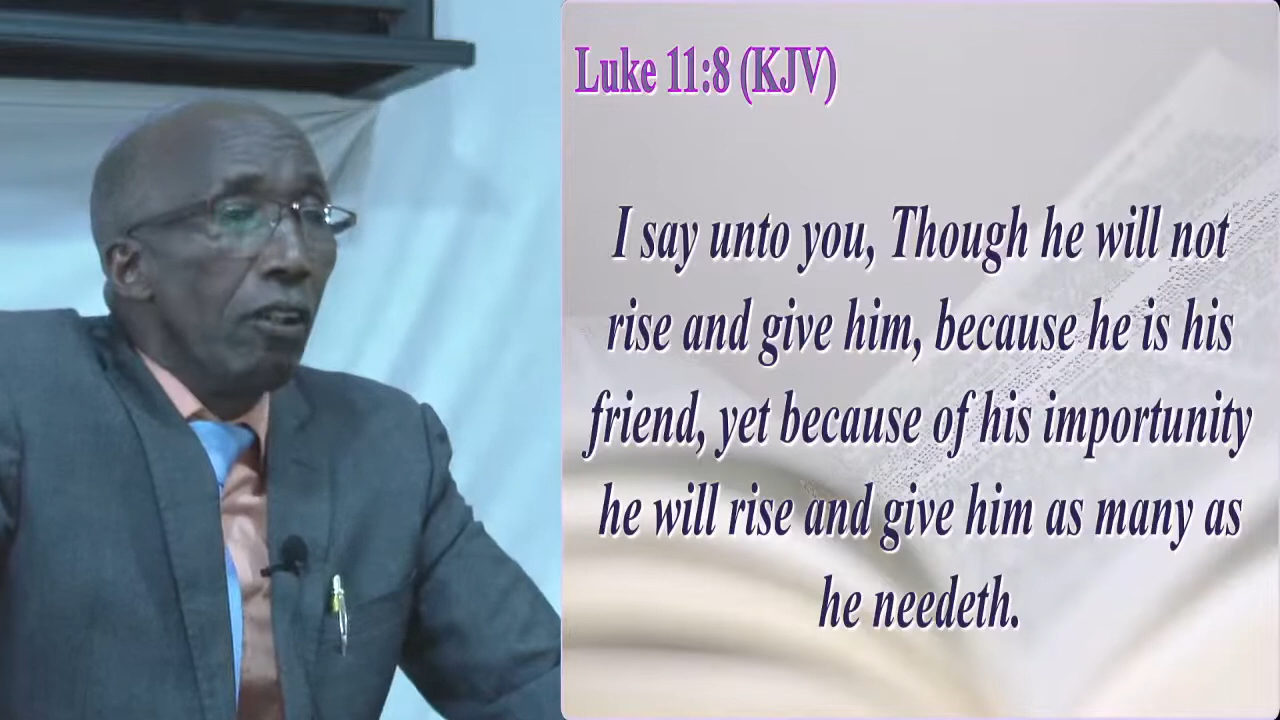 Luke 11:8 (KJV)
I say unto you, Though he will not
rise and give him, because he is his
friend, yet because of his importunity
he will rise and give him as many as
he needeth.